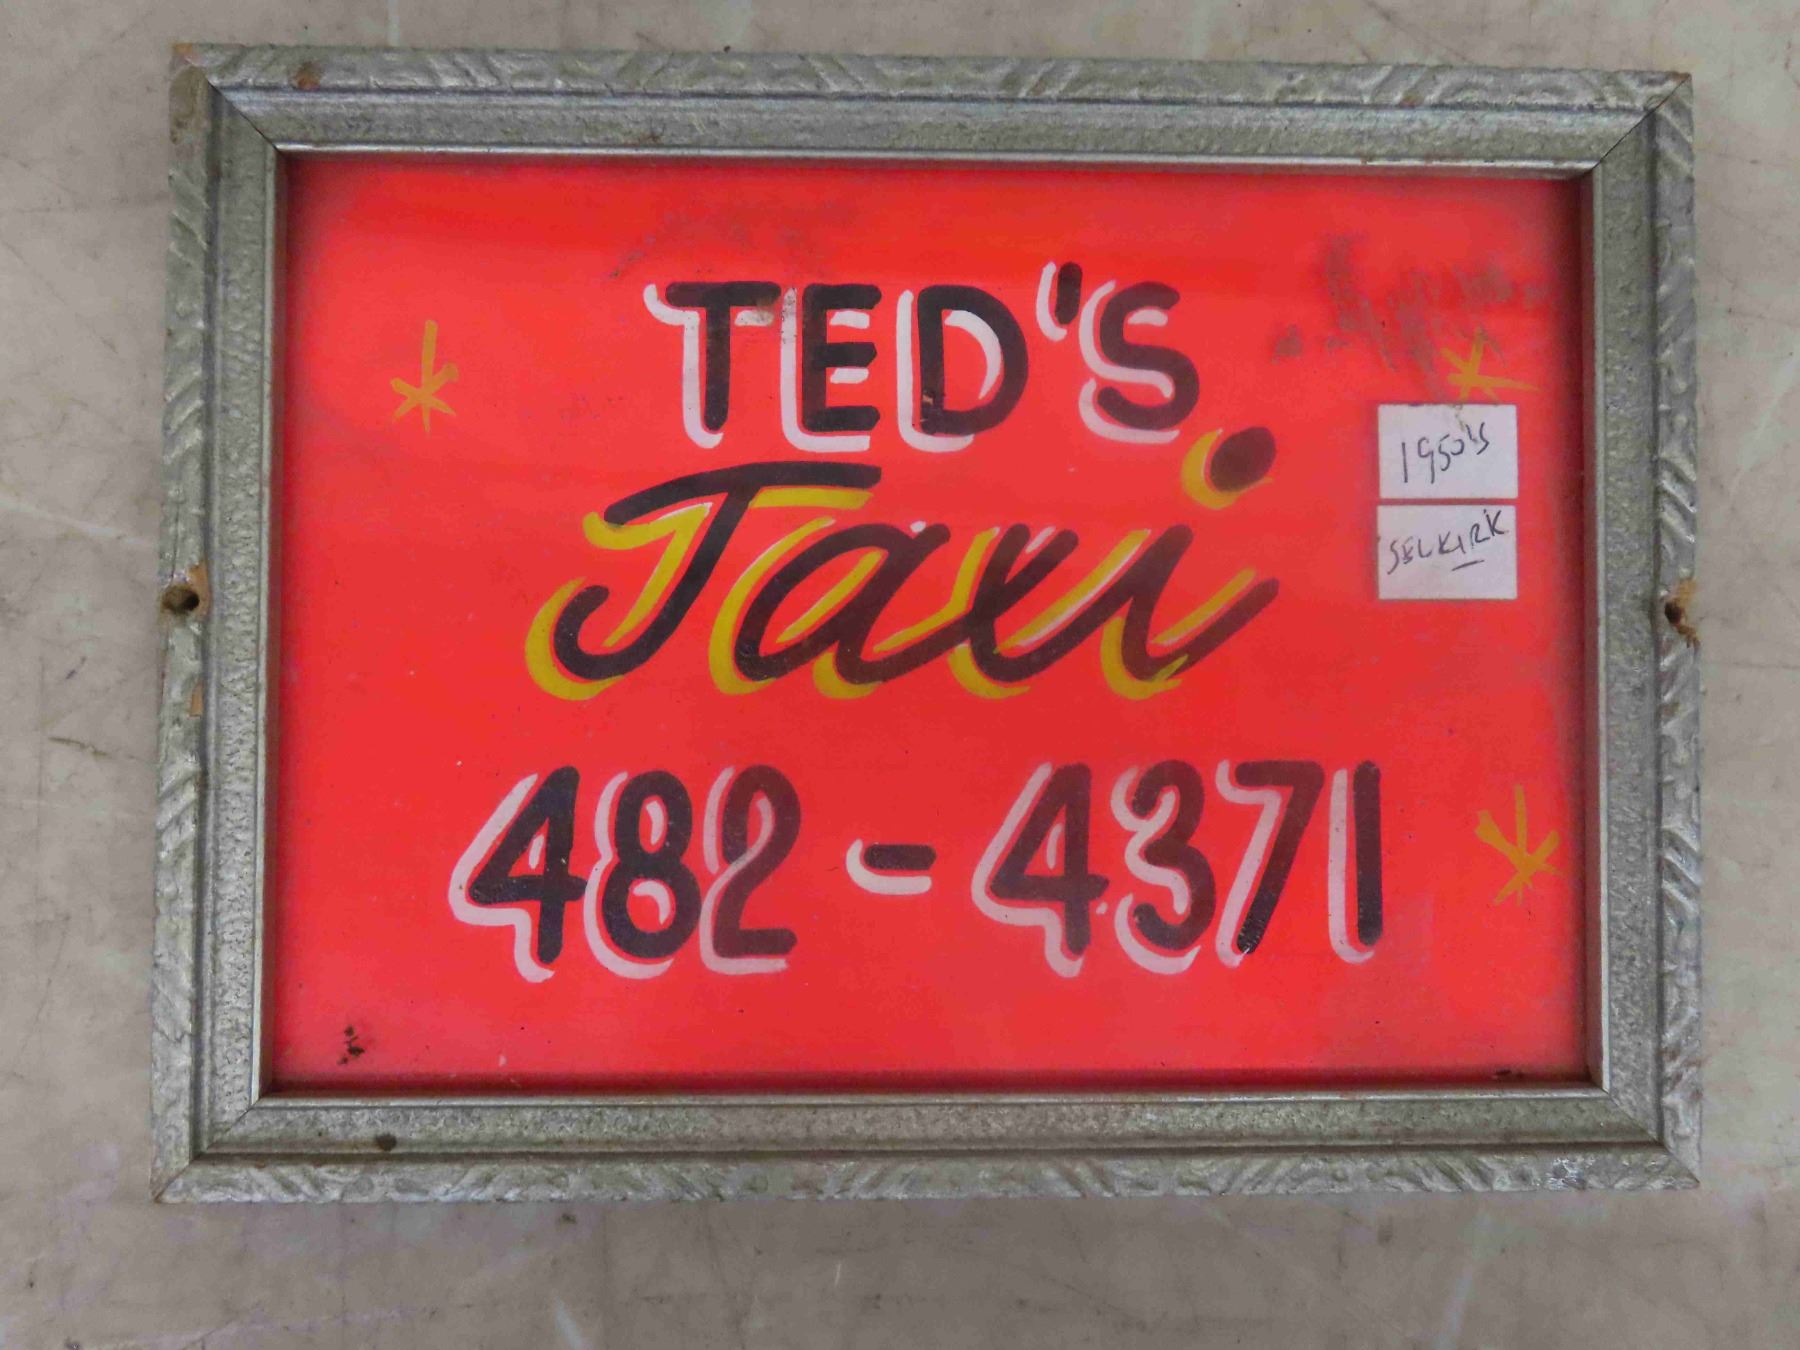 TED'S
Taxi
482-4371
1950's
SELKIRK